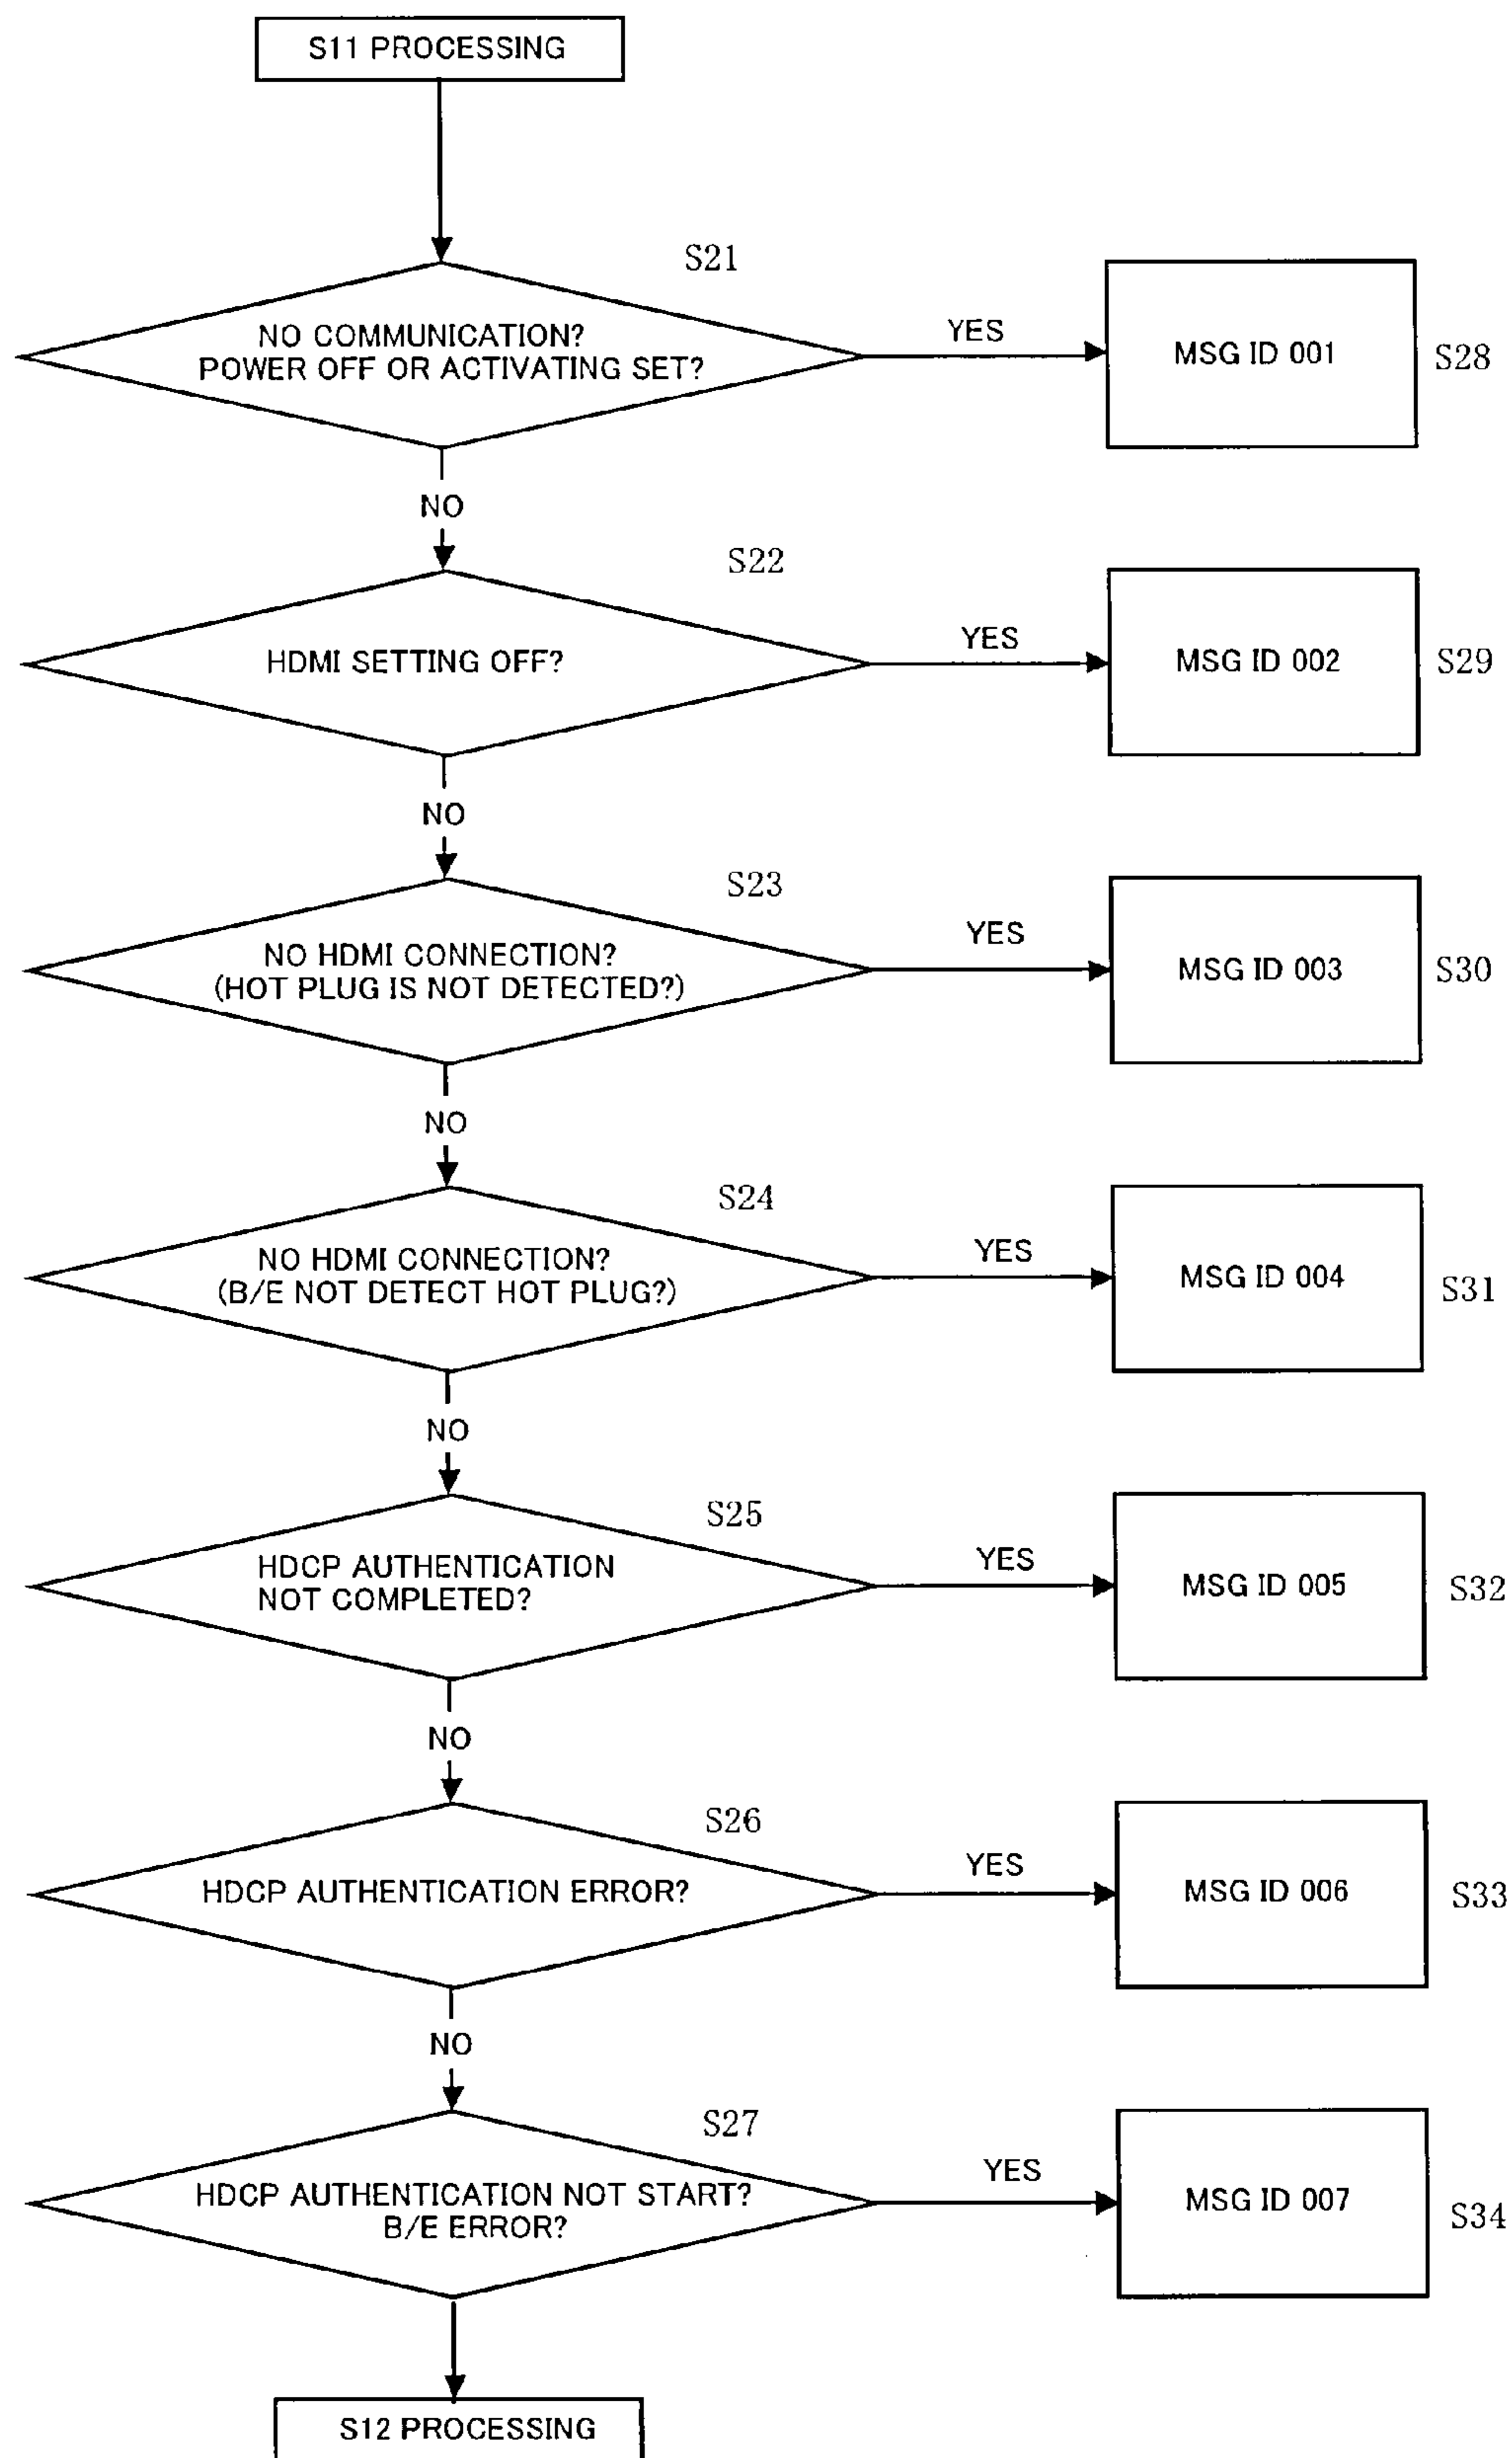 S11 PROCESSING
S21
NO COMMUNICATION?
POWER OFF OR ACTIVATING SET?
YES
MSG ID 001
S28
NO
S22
HDMI SETTING OFF?
YES
MSG ID 002
S29
NO
S23
NO HDMI CONNECTION?
(HOT PLUG IS NOT DETECTED?)
YES
MSG ID 003
S30
NO
S24
NO HDMI CONNECTION?
(B/E NOT DETECT HOT PLUG?)
YES
MSG ID 004
S31
NO
S25
HDCP AUTHENTICATION
NOT COMPLETED?
YES
MSG ID 005
S32
NO
S26
HDCP AUTHENTICATION ERROR?
YES
MSG ID 006
S33
NO
S27
HDCP AUTHENTICATION NOT START?
B/E ERROR?
YES
MSG ID 007
S34
S12 PROCESSING